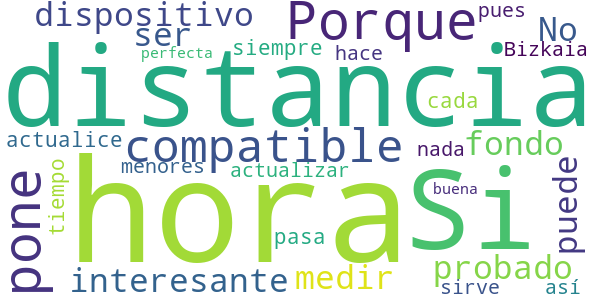 dispositivo
Porque
pues
ser
siempre
hace
No
Bizkaia
perfecta
distancia
cada
actualice
compatible
nada
fondo
menores
actualizar
tiempo
hora
Si
buena
puede
pone
pasa
interesante
medir
probado
sirve
así